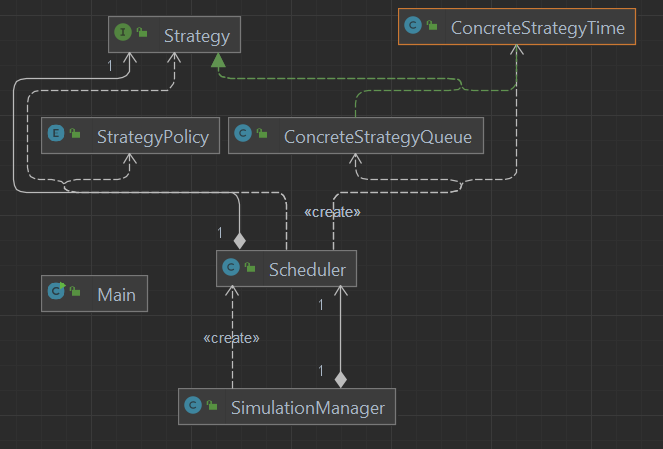 I Strategy
C ConcreteStrategyTime
1
E StrategyPolicy
C ConcreteStrategyQueue
«create»
1
C Scheduler
C Main
1
«create»
1
C SimulationManager